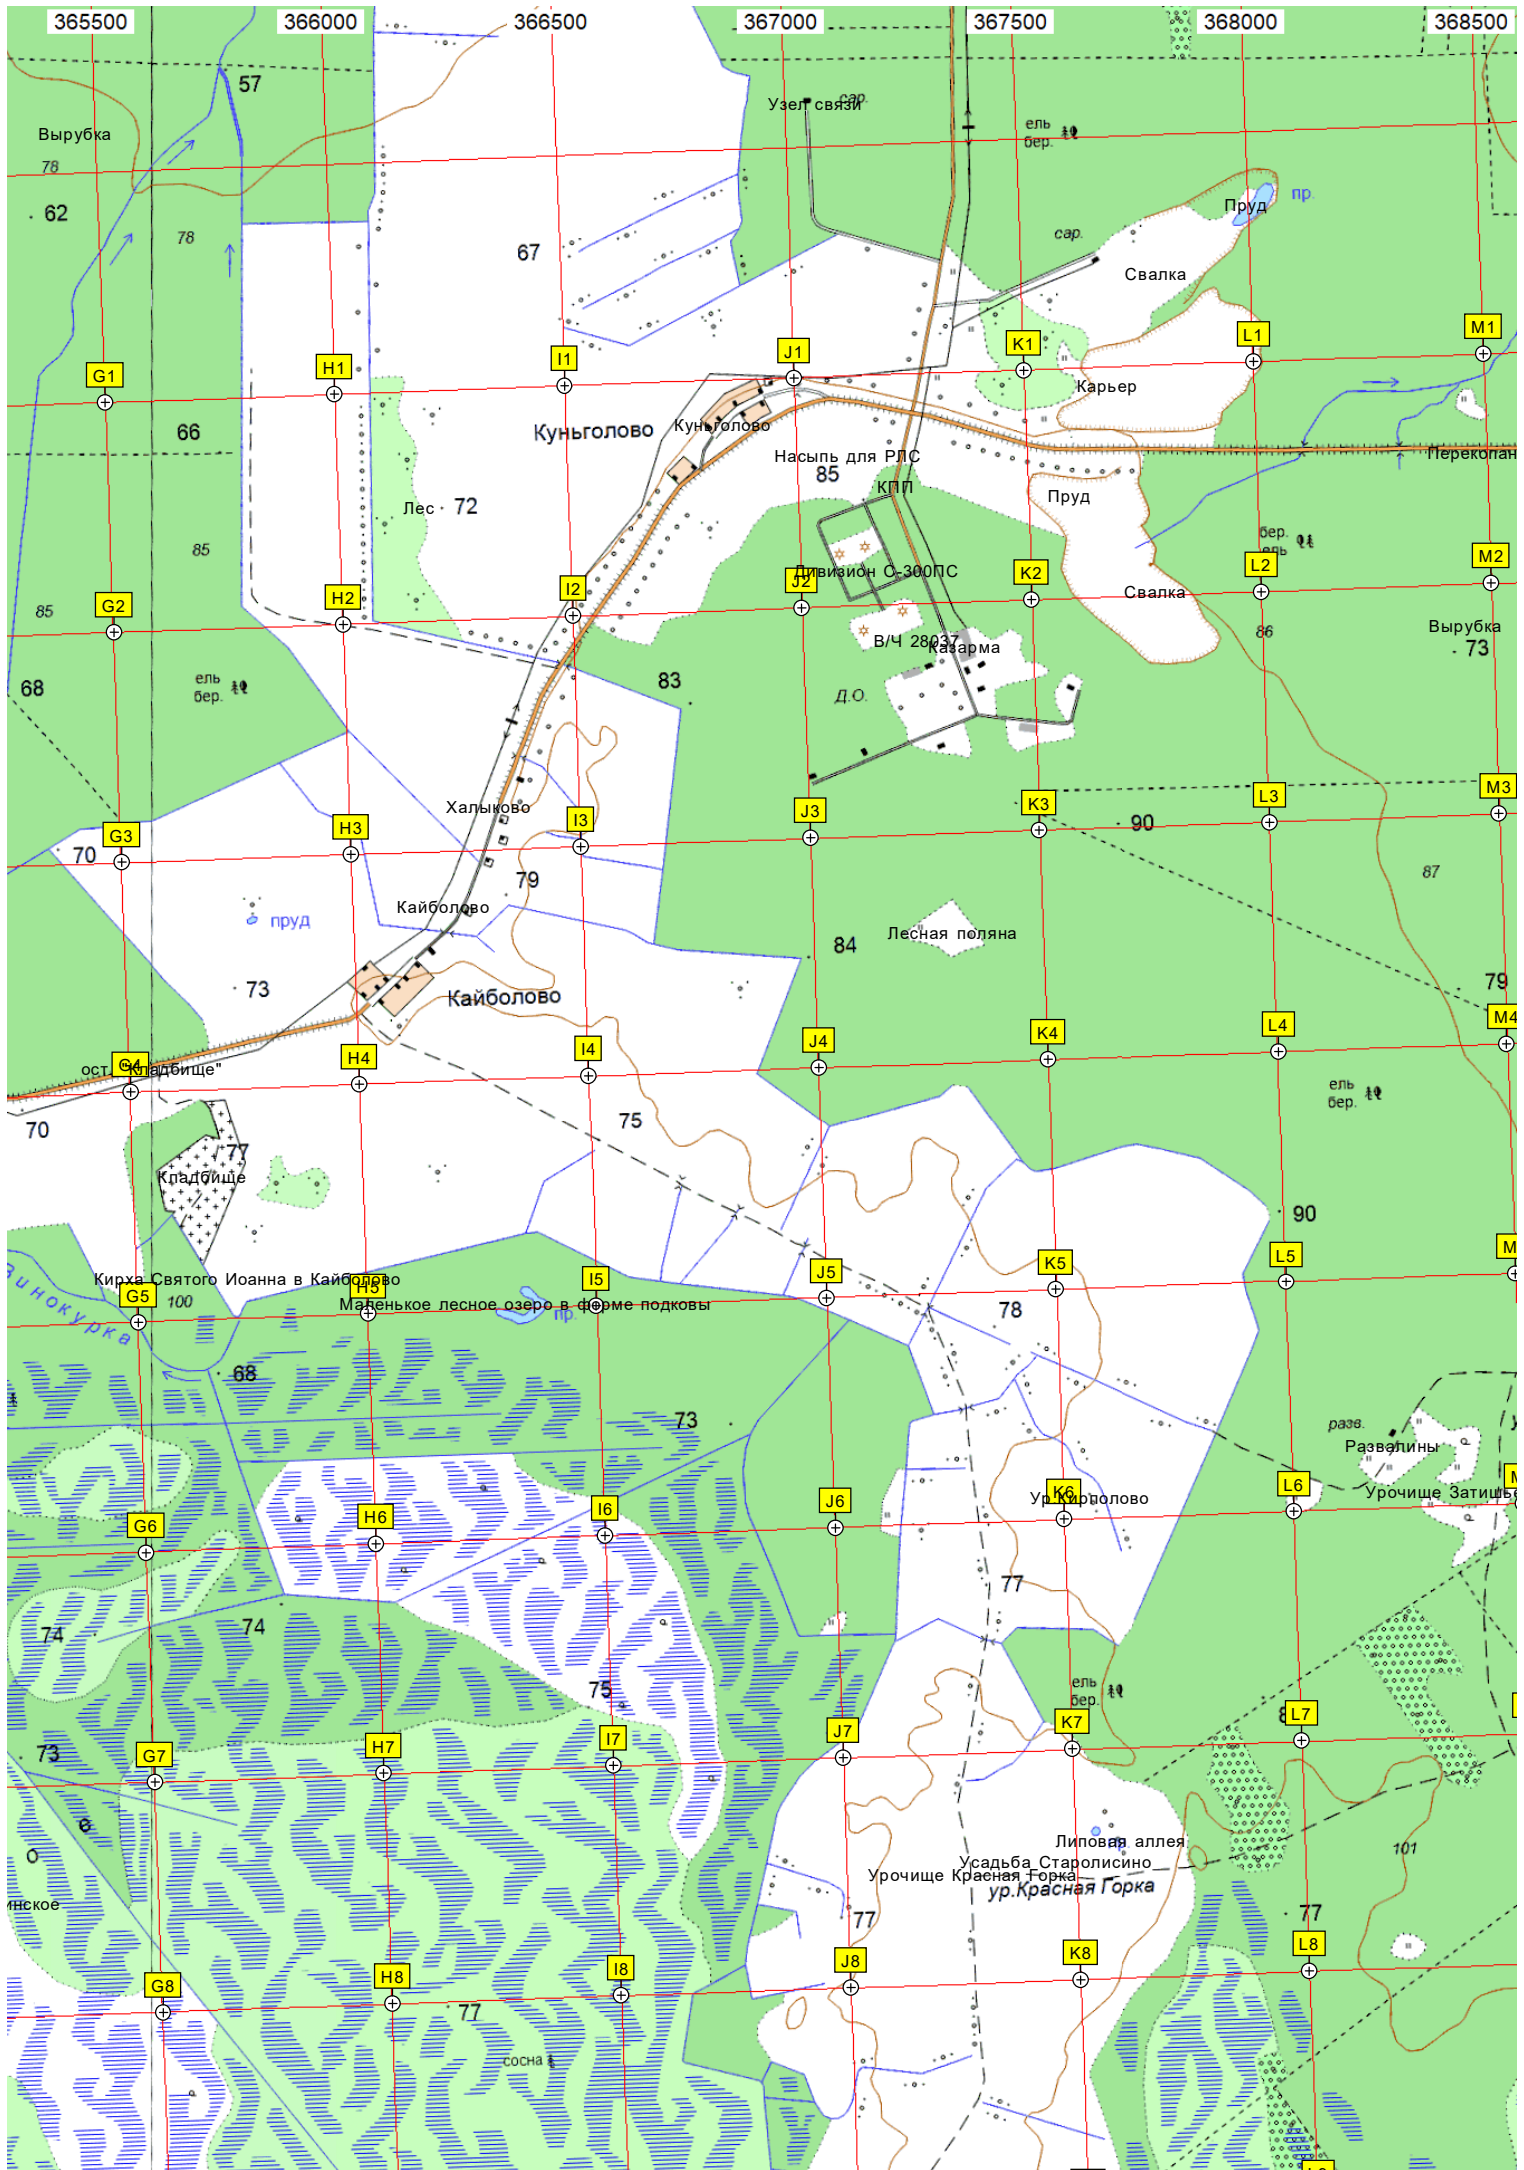 365500 366000 366500 367000 367500 368000 368500
57
Узел связи
сар.
ель
бер.
Вырубка
78
62
78
67
пр.
Пруд
сар.
Свалка
G1 H1 I1 J1 K1 L1 M1
Карьер
Куньголово
Куньголово
66
Насыпь для РЛС
85
КПП
Пруд
Лес
72
85
бер.
ель
Дивизион С-300ПС
G2 H2 I2 J2 K2 L2 M2
85
Свалка
86
Вырубка
73
В/Ч 28037
Казарма
68
ель
бер.
83
Д.О.
Халыково
G3 H3 I3 J3 K3 L3 M3
90
70
87
79
Кайболово
пруд
Лесная поляна
84
73
Кайболово
79
G4 H4 I4 J4 K4 L4 M4
ост. "Кладбище"
ель
бер.
70
75
77
Кладбище
90
Винокурка
Кирха Святого Иоанна в Кайболово
G5 H5 I5 J5 K5 L5
100
Маленькое лесное озеро в форме подковы
пр.
78
68
73
разв.
Развалины
Урочище Затишье
Ур.Кирполово
G6 H6 I6 J6 K6 L6
77
74
74
75
ель
бер.
G7 H7 I7 J7 K7 L7
73
Липовая аллея
101
Усадьба Старолисино
Урочище Красная Горка
ур.Красная Горка
77
77
G8 H8 I8 J8 K8 L8
77
сосна